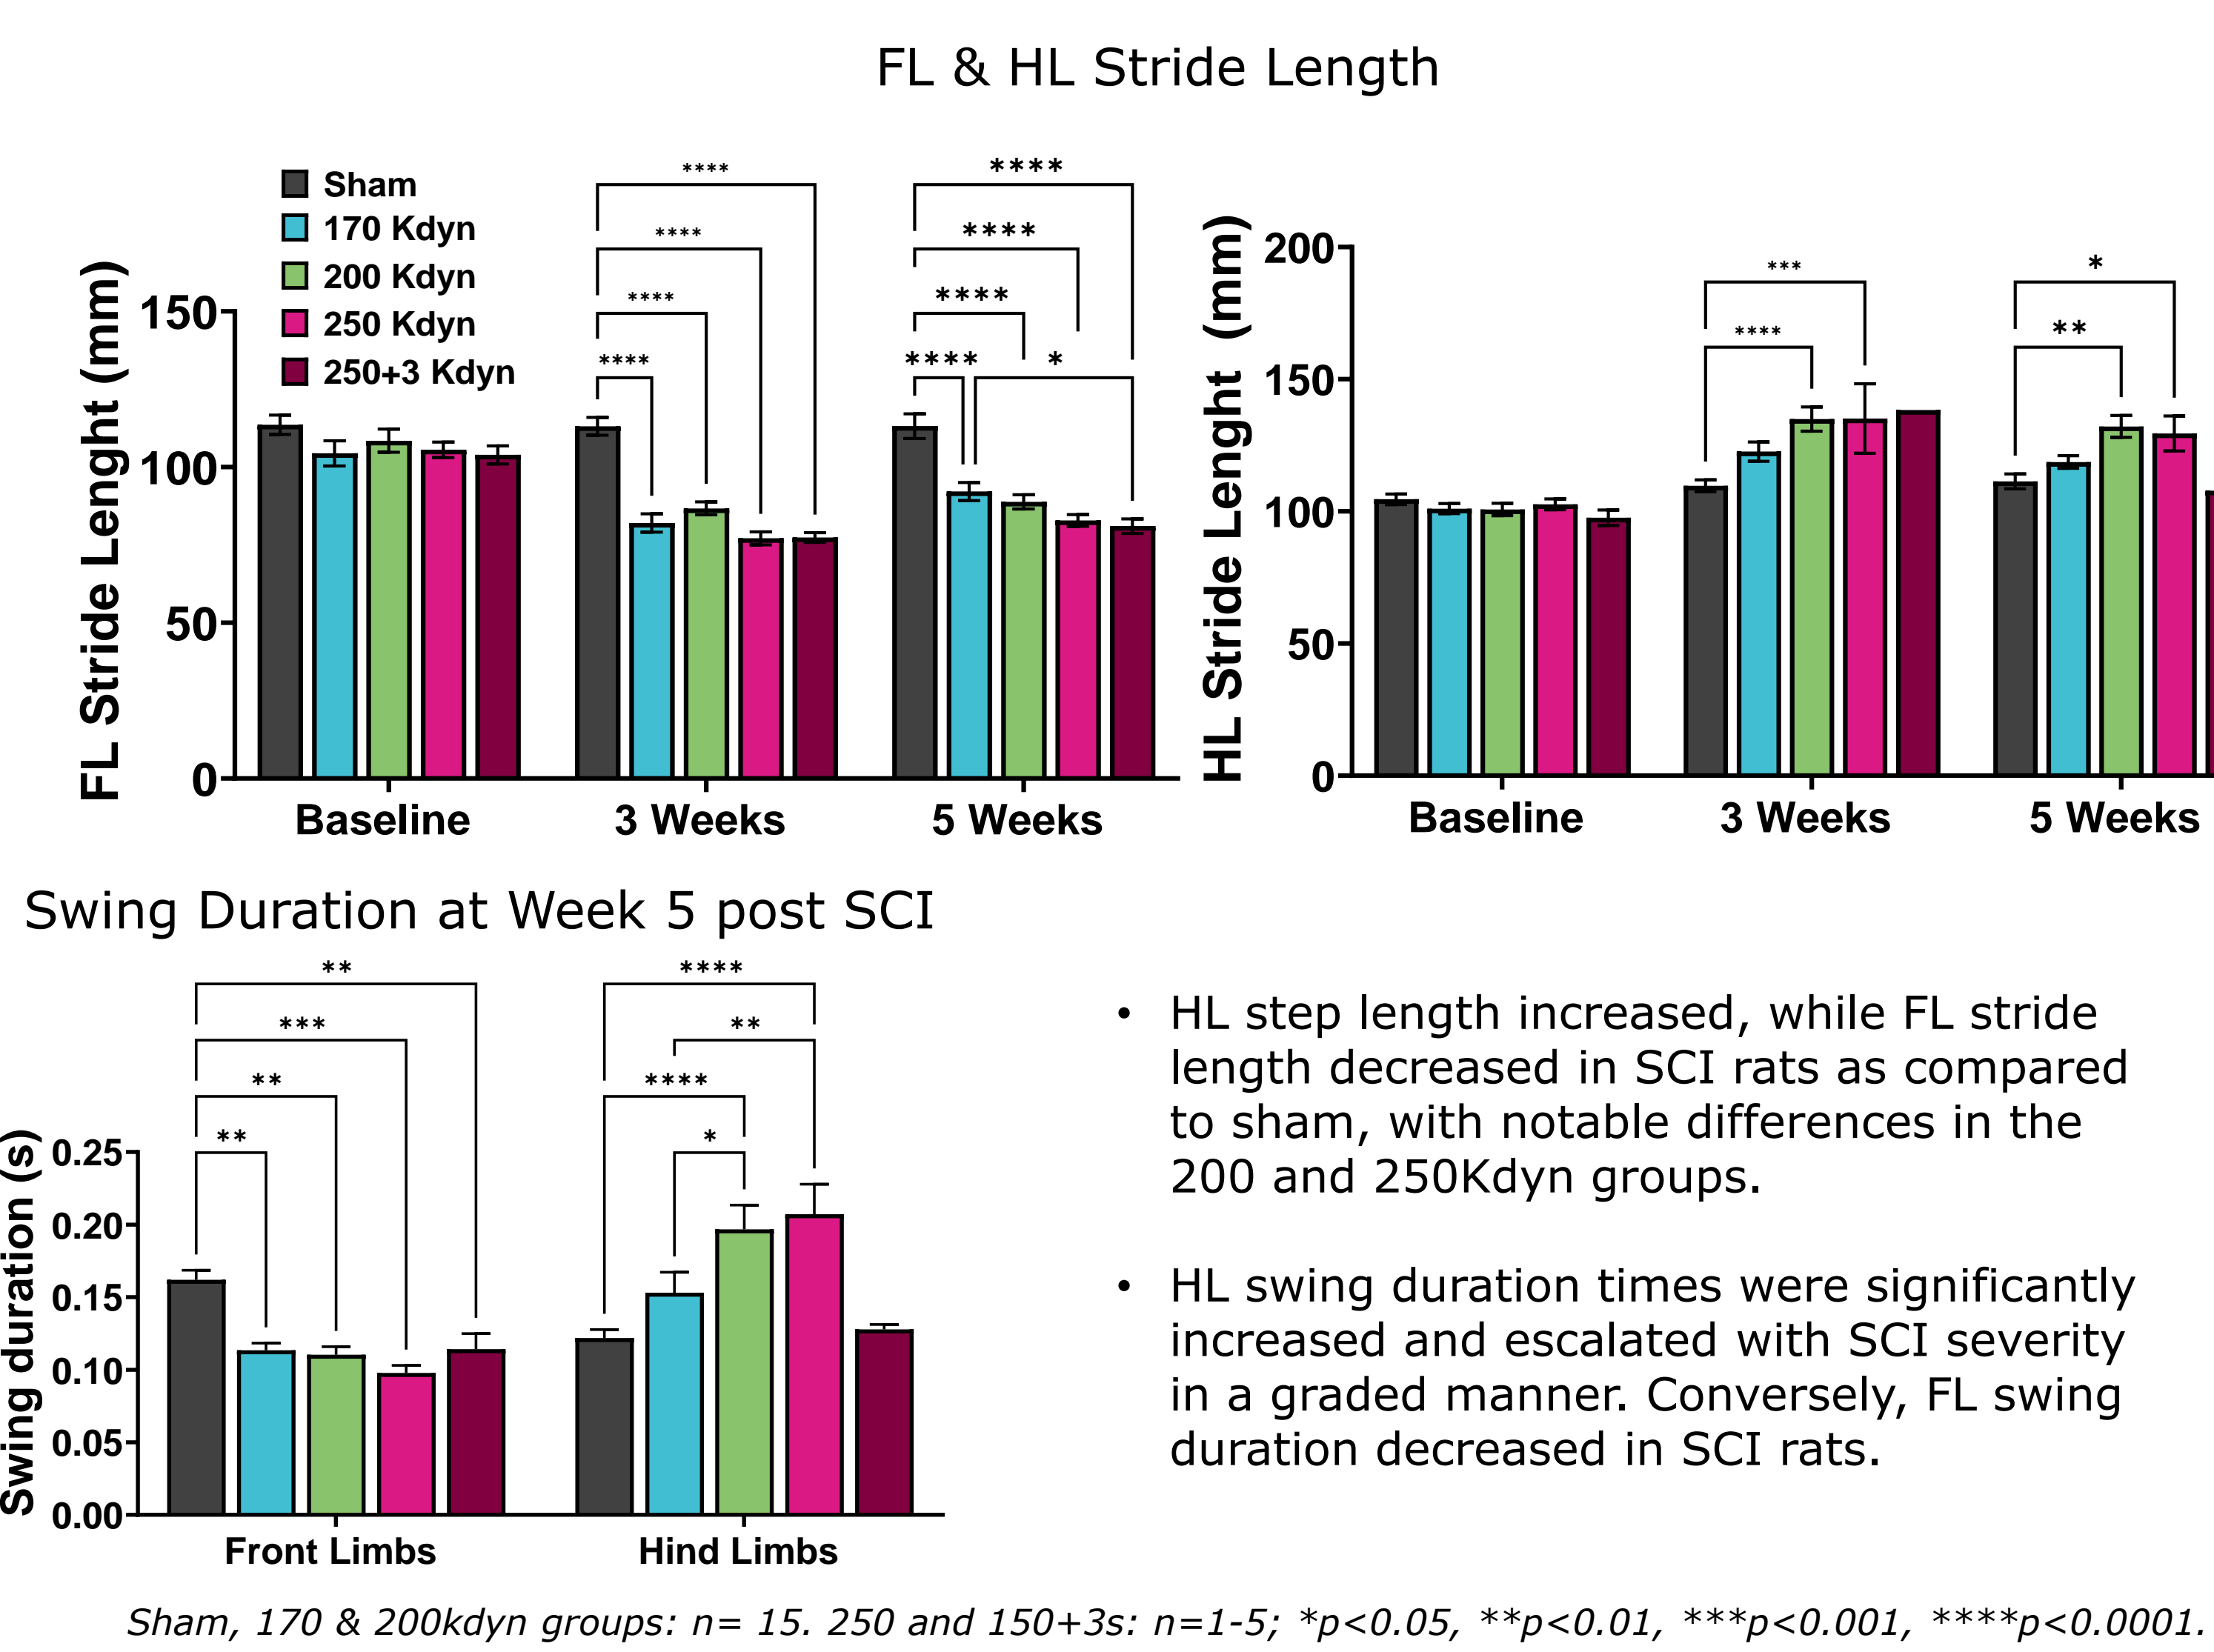 FL & HL Stride Length
Sham
170 Kdyn
200 Kdyn
250 Kdyn
250+3 Kdyn
FL Stride Lenght (mm)
150
100
50
0
****
****
****
****
****
****
****
****
*
Baseline
3 Weeks
5 Weeks
HL Stride Lenght (mm)
200
150
100
50
0
***
****
*
**
Baseline
3 Weeks
5 Weeks
Swing Duration at Week 5 post SCI
Swing duration (s)
0.25
0.20
0.15
0.10
0.05
0.00
**
***
**
**
****
**
****
*
Front Limbs
Hind Limbs
• HL step length increased, while FL stride
length decreased in SCI rats as compared
to sham, with notable differences in the
200 and 250Kdyn groups.
• HL swing duration times were significantly
increased and escalated with SCI severity
in a graded manner. Conversely, FL swing
duration decreased in SCI rats.
Sham, 170 & 200kdyn groups: n= 15. 250 and 150+3s: n=1-5; *p<0.05, **p<0.01, ***p<0.001, ****p<0.0001.